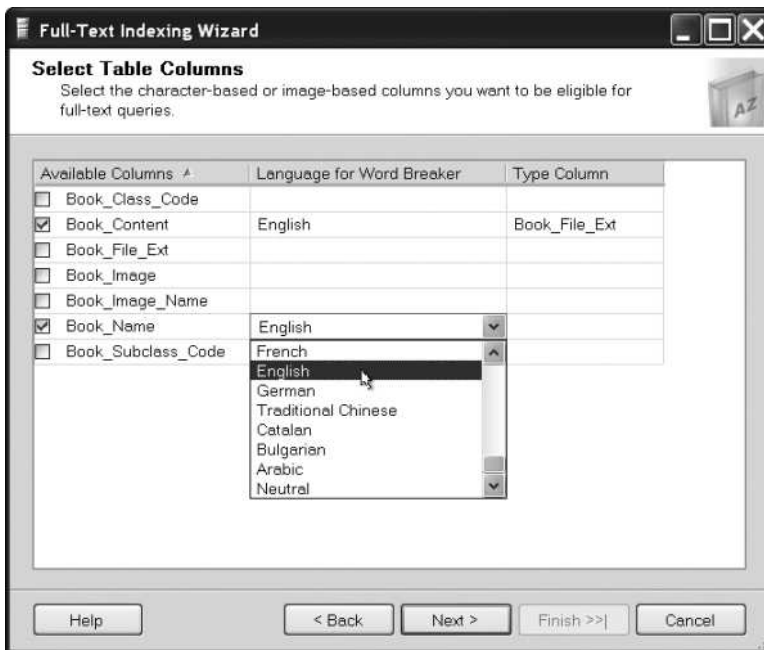 Full-Text Indexing Wizard
Select Table Columns
Select the character-based or image-based columns you want to be eligible for
full-text queries.
AZ
Available Columns Language for Word Breaker Type Column
Book_Class_Code
Book_Content English Book_File_Ext
Book_File_Ext
Book_Image
Book_Image_Name
Book_Name English
Book_Subclass_Code French
English
German
Traditional Chinese
Catalan
Bulgarian
Arabic
Neutral
Help < Back Next > Finish >>| Cancel